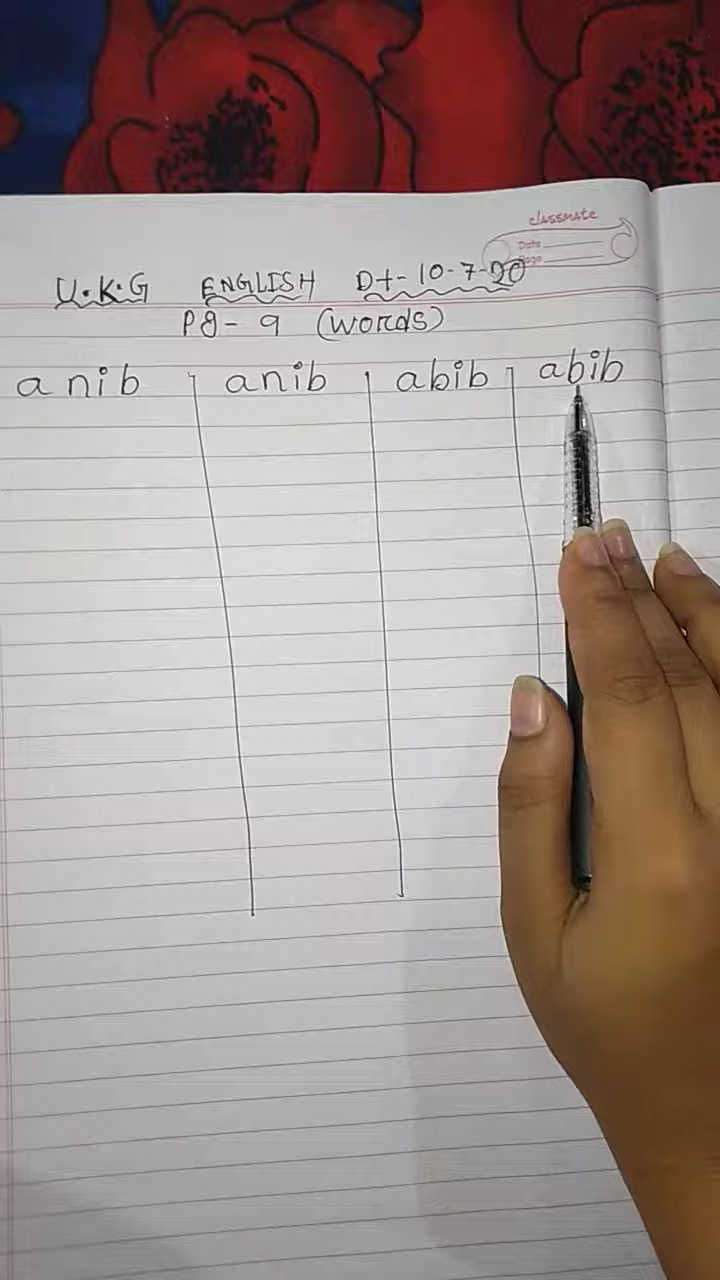 classmate
Date
Page
U.K.G ENGLISH Dt- 10-7-20
Pg- 9 (words)
anib anib abib abib